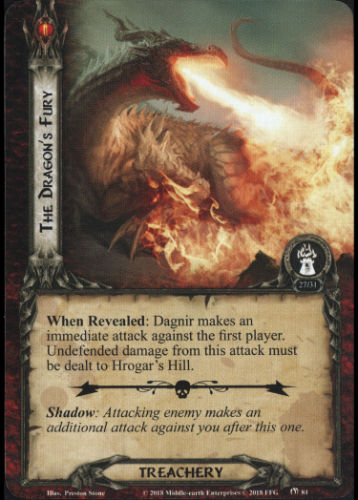 THE DRAGON'S FURY
27/31
When Revealed: Dagnir makes an
immediate attack against the first player.
Undefended damage from this attack must
be dealt to Hrogar's Hill.
Shadow: Attacking enemy makes an
additional attack against you after this one.
TREACHERY
Illus. Preston Stone
© 2018 Middle-earth Enterprises © 2018 FFG
81